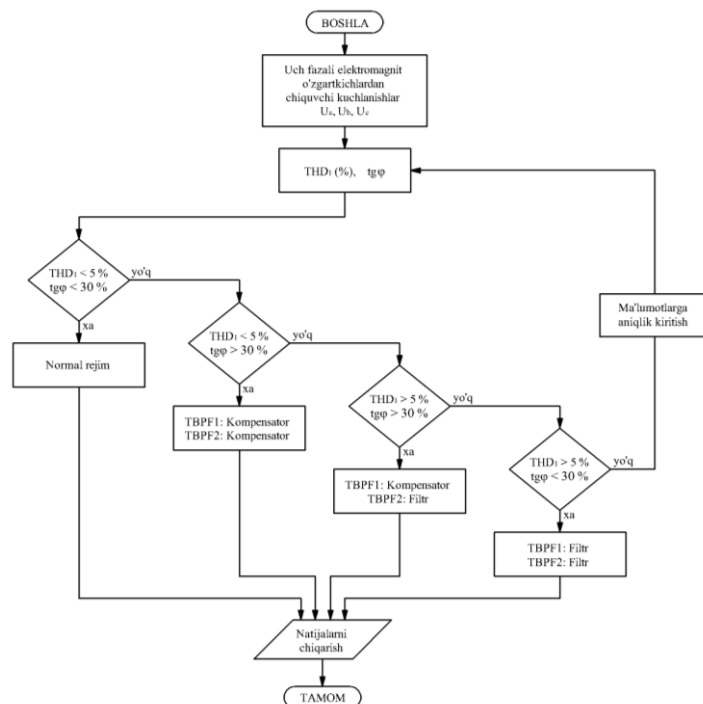 BOSHLA
Uch fazali elektromagnit
o'zgartkichlardan
chiquvchi kuchlanishlar
Uₐ, U_b, U_c
THD₁ (%), tgφ
THD₁ < 5 %
tgφ < 30 %
yo'q
xa
Normal rejim
THD₁ < 5 %
tgφ > 30 %
yo'q
xa
TBPF1: Kompensator
TBPF2: Kompensator
THD₁ > 5 %
tgφ > 30 %
yo'q
xa
TBPF1: Kompensator
TBPF2: Filtr
THD₁ > 5 %
tgφ < 30 %
yo'q
xa
TBPF1: Filtr
TBPF2: Filtr
Ma'lumotlarga
aniqlik kiritish
Natijalarni
chiqarish
TAMOM